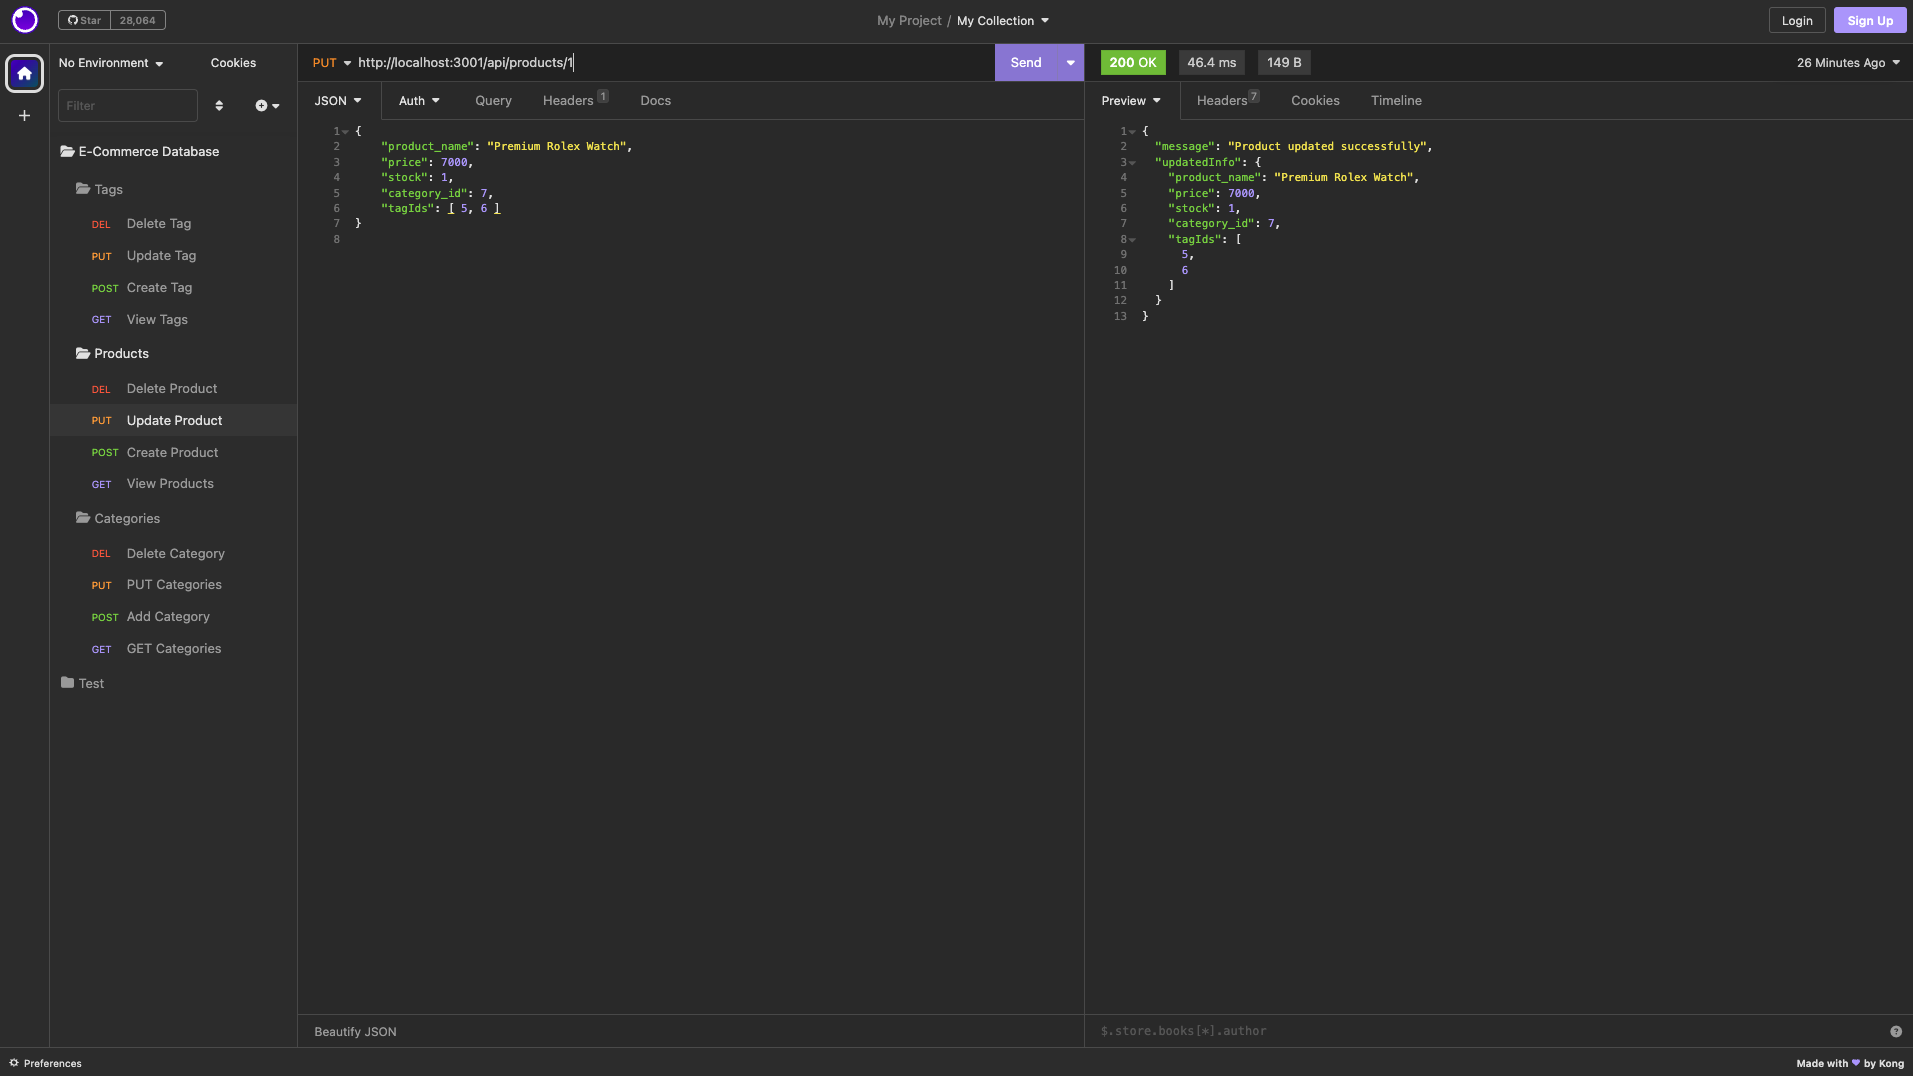 Star 28,064
My Project / My Collection
Login
Sign Up
No Environment
Cookies
Filter
E-Commerce Database
Tags
DEL Delete Tag
PUT Update Tag
POST Create Tag
GET View Tags
Products
DEL Delete Product
PUT Update Product
POST Create Product
GET View Products
Categories
DEL Delete Category
PUT PUT Categories
POST Add Category
GET GET Categories
Test
PUT http://localhost:3001/api/products/1
Send
JSON Auth Query Headers 1 Docs
1 {
2 "product_name": "Premium Rolex Watch",
3 "price": 7000,
4 "stock": 1,
5 "category_id": 7,
6 "tagIds": [ 5, 6 ]
7 }
8
Beautify JSON
200 OK 46.4 ms 149 B
26 Minutes Ago
Preview Headers 7 Cookies Timeline
1 {
2 "message": "Product updated successfully",
3 "updatedInfo": {
4 "product_name": "Premium Rolex Watch",
5 "price": 7000,
6 "stock": 1,
7 "category_id": 7,
8 "tagIds": [
9 5,
10 6
11 ]
12 }
13 }
$.store.books[*].author
Preferences
Made with by Kong